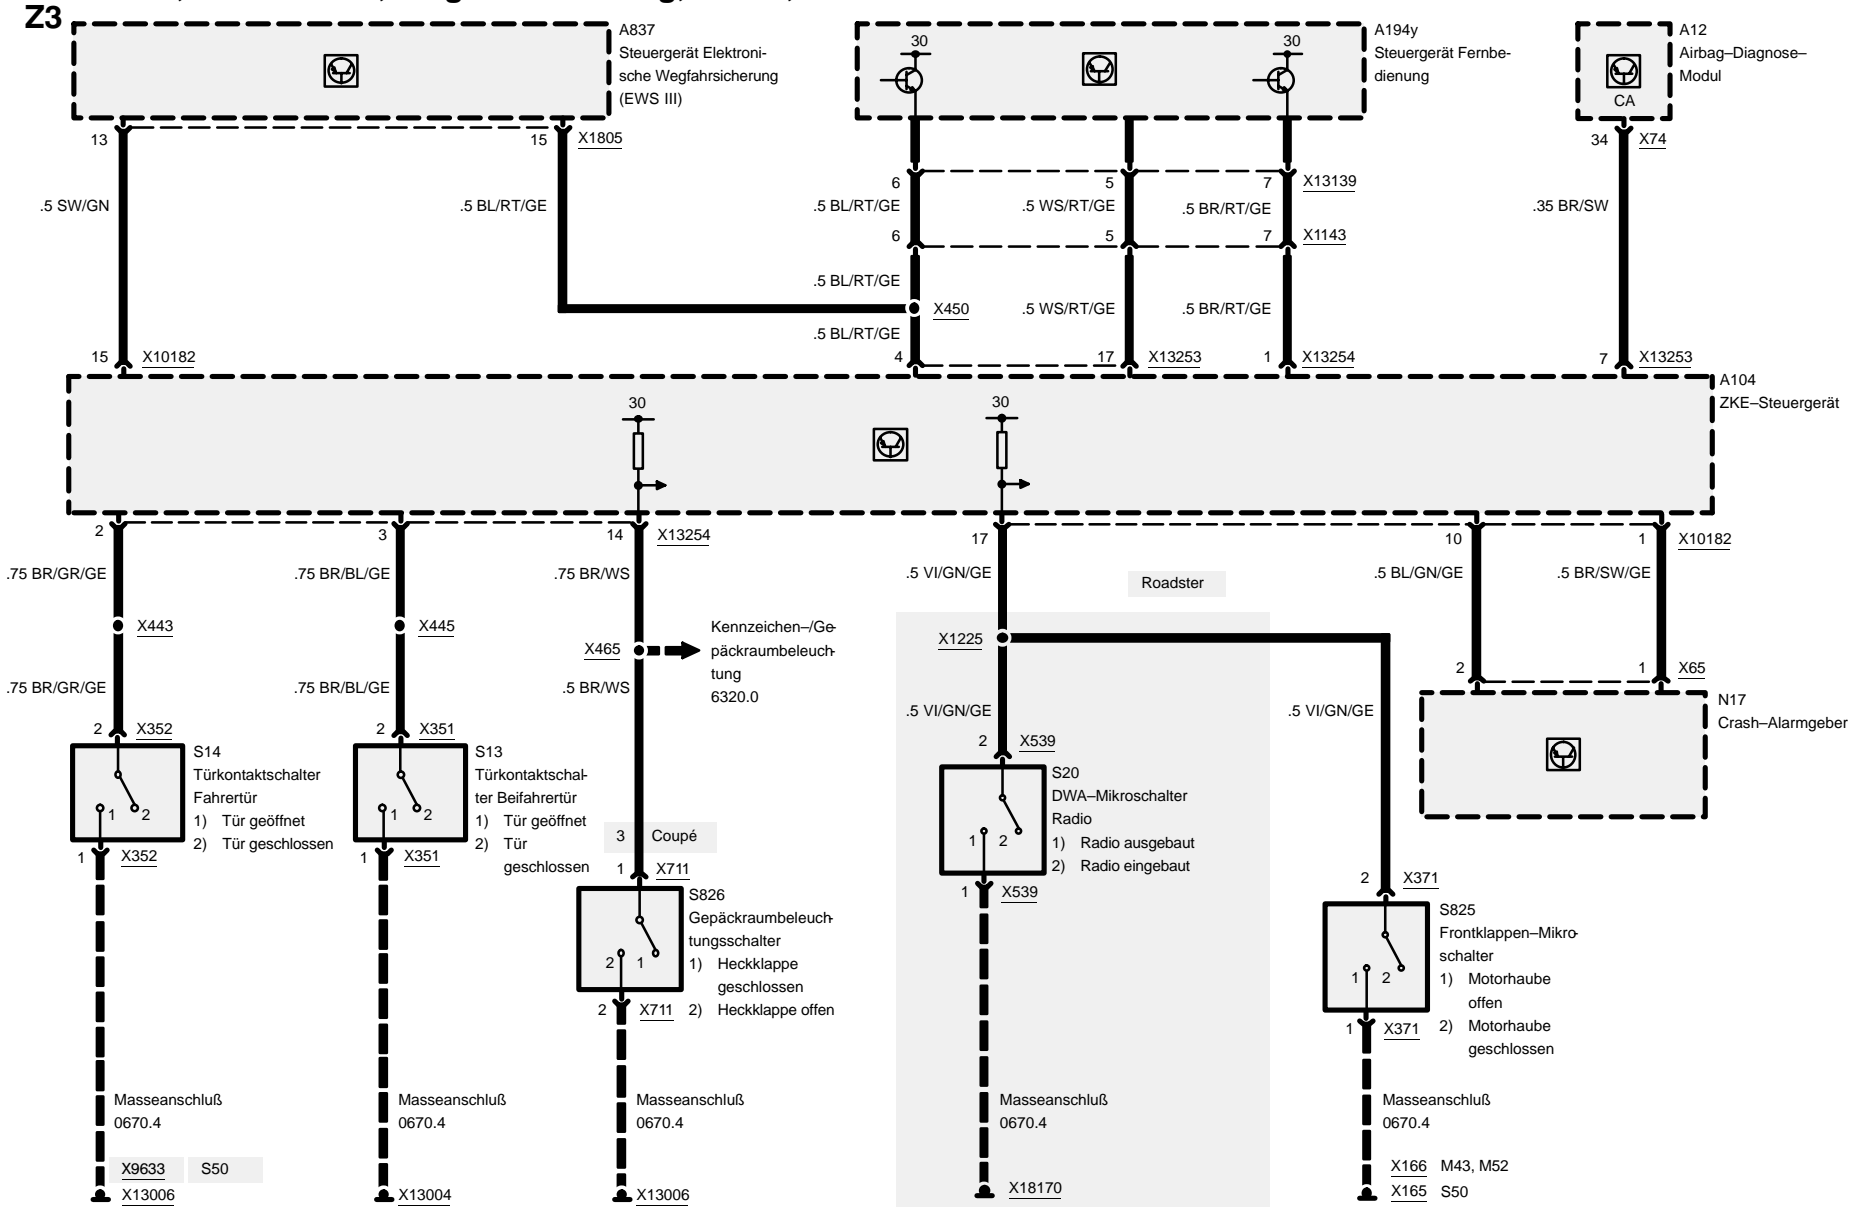 Z3
A837
Steuergerät Elektroni-
sche Wegfahrsicherung
(EWS III)
30
30
A194y
Steuergerät Fernbe-
dienung
CA
A12
Airbag–Diagnose–
Modul
13
15
X1805
34
X74
6
5
7
X13139
.5 SW/GN
.5 BL/RT/GE
.5 BL/RT/GE
.5 WS/RT/GE
.5 BR/RT/GE
.35 BR/SW
6
5
7
X1143
.5 BL/RT/GE
X450
.5 WS/RT/GE
.5 BR/RT/GE
.5 BL/RT/GE
15
X10182
4
17
X13253
1
X13254
7
X13253
A104
ZKE–Steuergerät
30
30
2
3
14
X13254
17
10
1
X10182
.75 BR/GR/GE
.75 BR/BL/GE
.75 BR/WS
.5 VI/GN/GE
Roadster
.5 BL/GN/GE
.5 BR/SW/GE
X443
X445
X465
Kennzeichen–/Ge-
päckraumbeleuch-
tung
6320.0
X1225
2
1
X65
.75 BR/GR/GE
.75 BR/BL/GE
.5 BR/WS
.5 VI/GN/GE
.5 VI/GN/GE
N17
Crash–Alarmgeber
2
X352
2
X351
2
X539
S14
Türkontaktschalter
Fahrertür
1) Tür geöffnet
2) Tür geschlossen
1
2
S13
Türkontaktschal-
ter Beifahrertür
1) Tür geöffnet
2) Tür
geschlossen
1
2
S20
DWA–Mikroschalter
Radio
1) Radio ausgebaut
2) Radio eingebaut
1
2
3
Coupé
1
X352
1
X351
1
X711
1
X539
2
X371
S826
Gepäckraumbeleuch-
tungsschalter
1) Heckklappe
geschlossen
2) Heckklappe offen
2
1
S825
Frontklappen–Mikro-
schalter
1) Motorhaube
offen
2) Motorhaube
geschlossen
1
2
2
X711
1
X371
Masseanschluß
0670.4
Masseanschluß
0670.4
Masseanschluß
0670.4
Masseanschluß
0670.4
Masseanschluß
0670.4
X9633
S50
X13006
X13004
X13006
X18170
X166 M43, M52
X165 S50